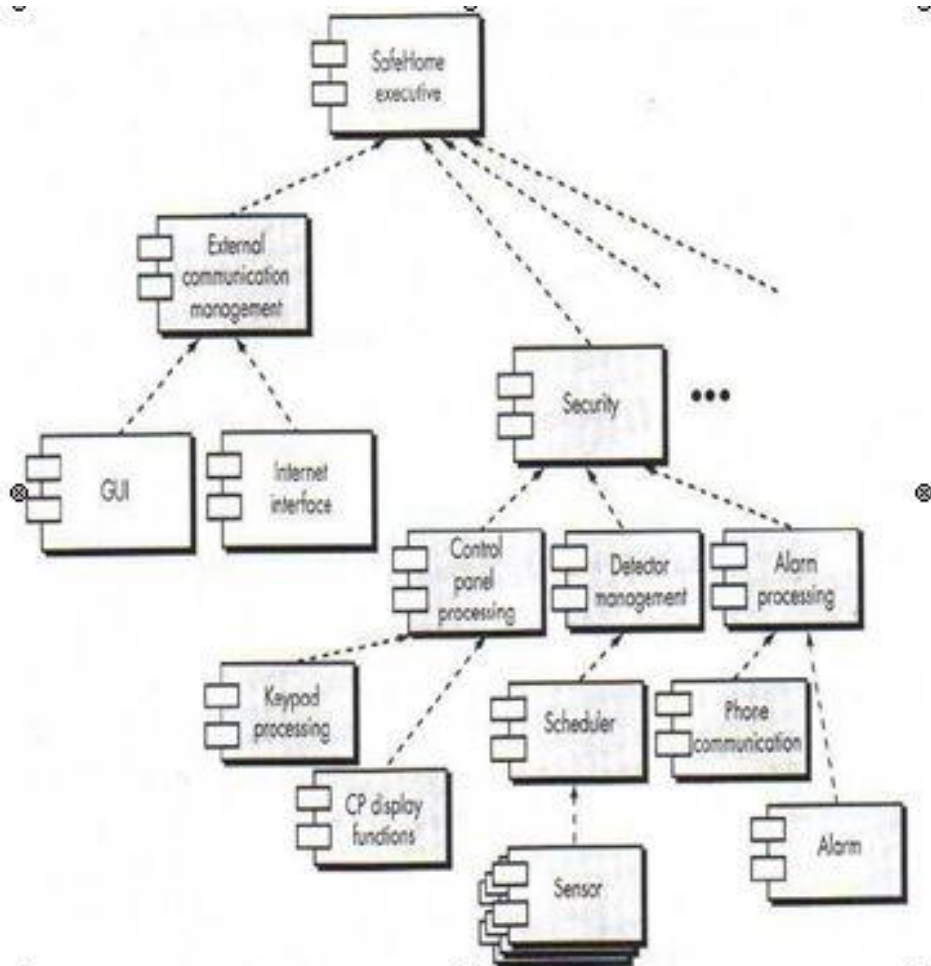 SafeHome
executive
External
communication
management
Security
GUI
Internet
interface
Control
panel
processing
Detector
management
Alarm
processing
Keypad
processing
Scheduler
Phone
communication
CP display
functions
Alarm
Sensor